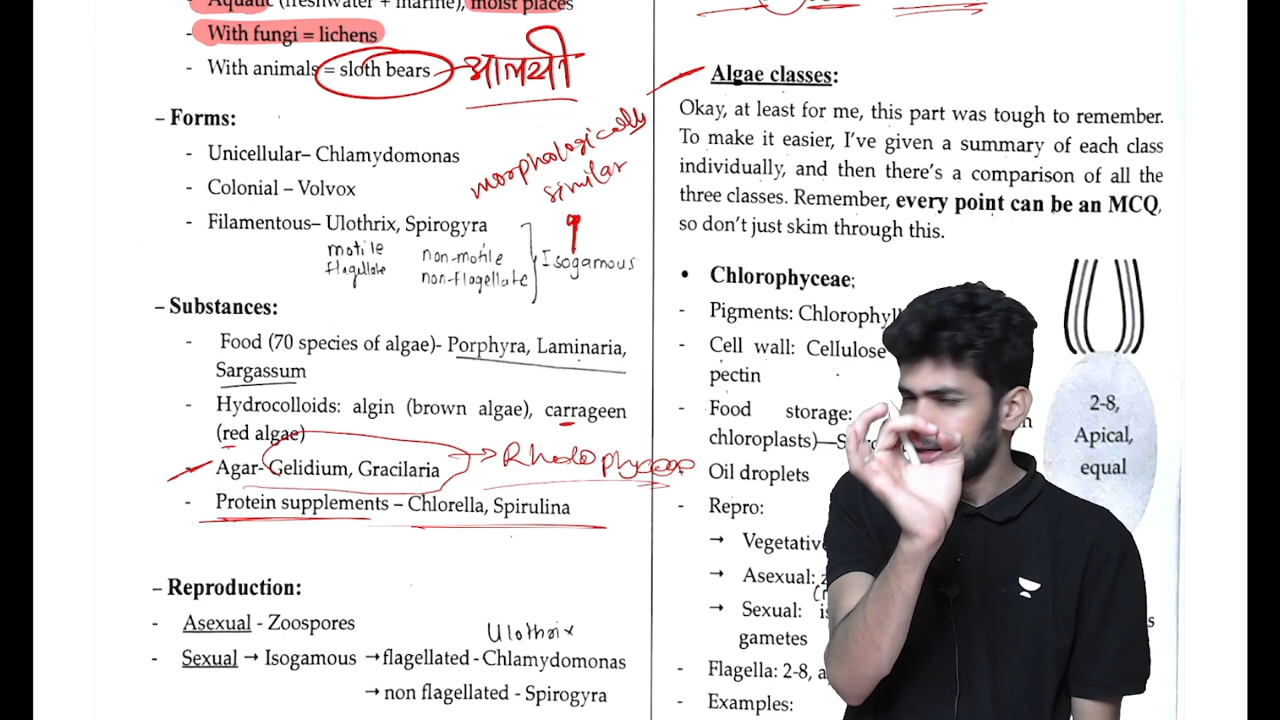 Aquatic (freshwater + marine), moist places
- With fungi = lichens
- With animals = sloth bears
आलसी
– Forms:
- Unicellular– Chlamydomonas
- Colonial – Volvox
- Filamentous– Ulothrix, Spirogyra
motile non-motile
flagellate non-flagellate
Isogamous
morphologically
similar
– Substances:
- Food (70 species of algae)- Porphyra, Laminaria,
Sargassum
- Hydrocolloids: algin (brown algae), carrageen
(red algae)
Agar- Gelidium, Gracilaria
Rhodophyceae
- Protein supplements – Chlorella, Spirulina
– Reproduction:
- Asexual - Zoospores
Ulothrix
- Sexual → Isogamous → flagellated - Chlamydomonas
→ non flagellated - Spirogyra
Algae classes:
Okay, at least for me, this part was tough to remember.
To make it easier, I've given a summary of each class
individually, and then there's a comparison of all the
three classes. Remember, every point can be an MCQ,
so don't just skim through this.
• Chlorophyceae:
- Pigments:
- Cell wall: Cellulose
pectin
- Food storage:
chloroplasts)—
Oil droplets
- Repro:
→
→ Asexual:
→ Sexual:
gametes
- Flagella: 2-8,
- Examples:
2-8,
Apical,
equal